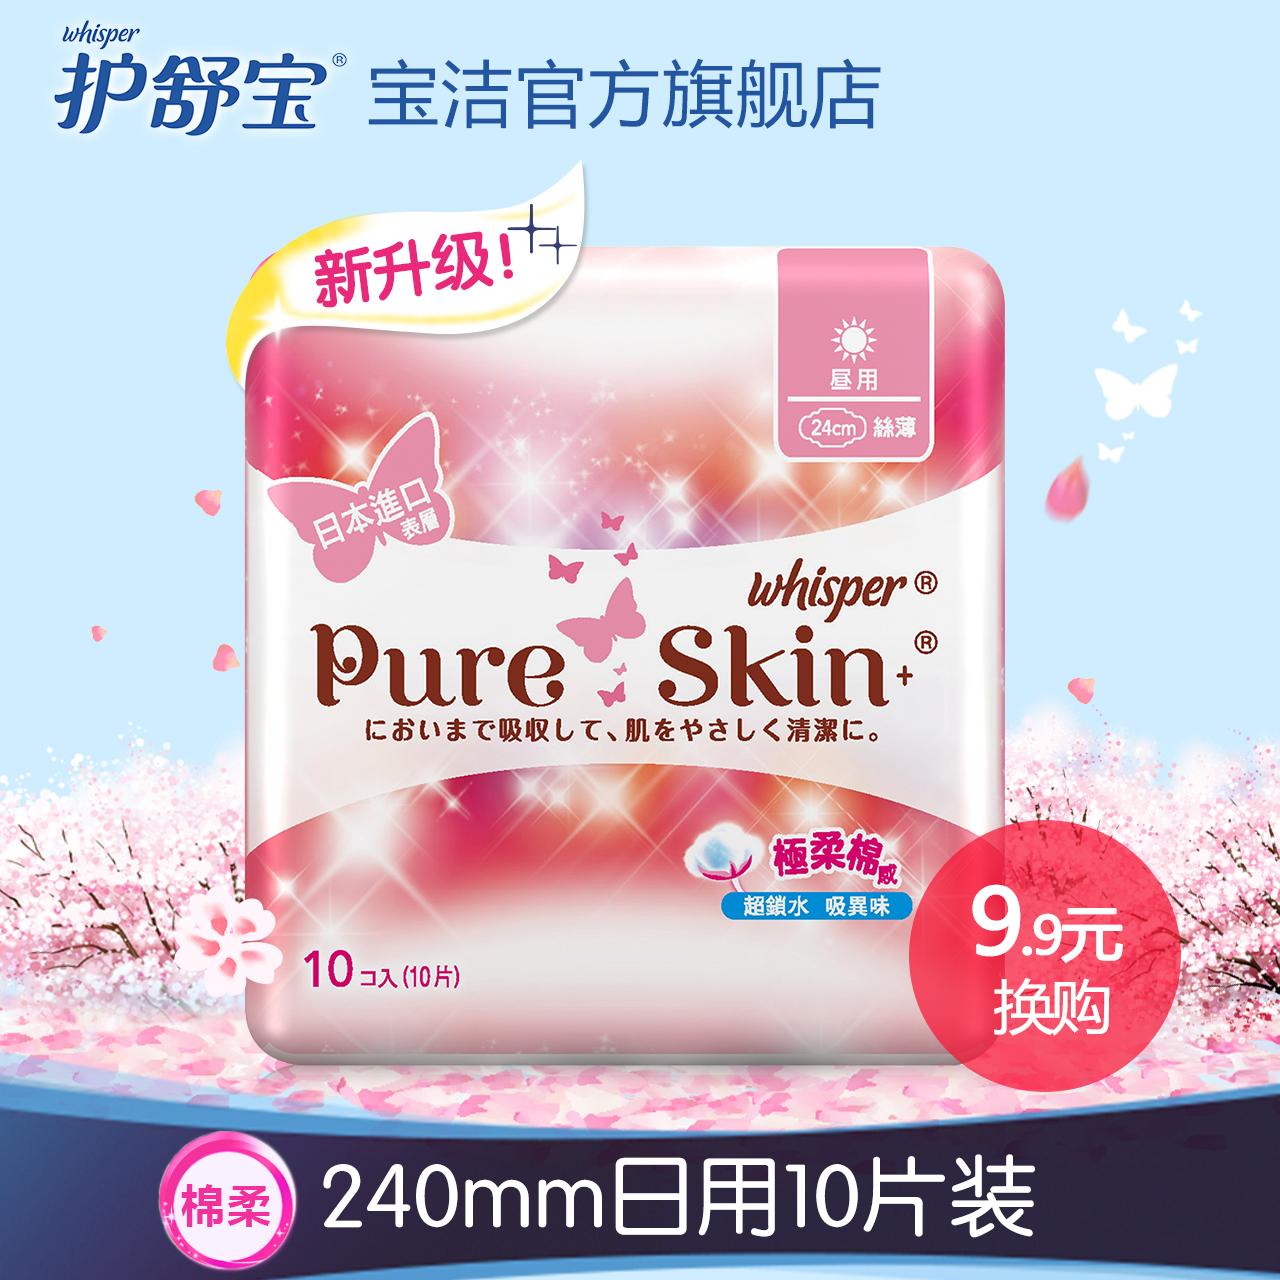 whisper
护舒宝® 宝洁官方旗舰店
新升级!
昼用
24cm 絲薄
日本進口
表層
whisper®
Pure Skin+®
においまで吸収して、肌をやさしく清潔に。
極柔棉感
超鎖水 吸異味
10コ入(10片)
9.9元
换购
棉柔 240mm日用10片装